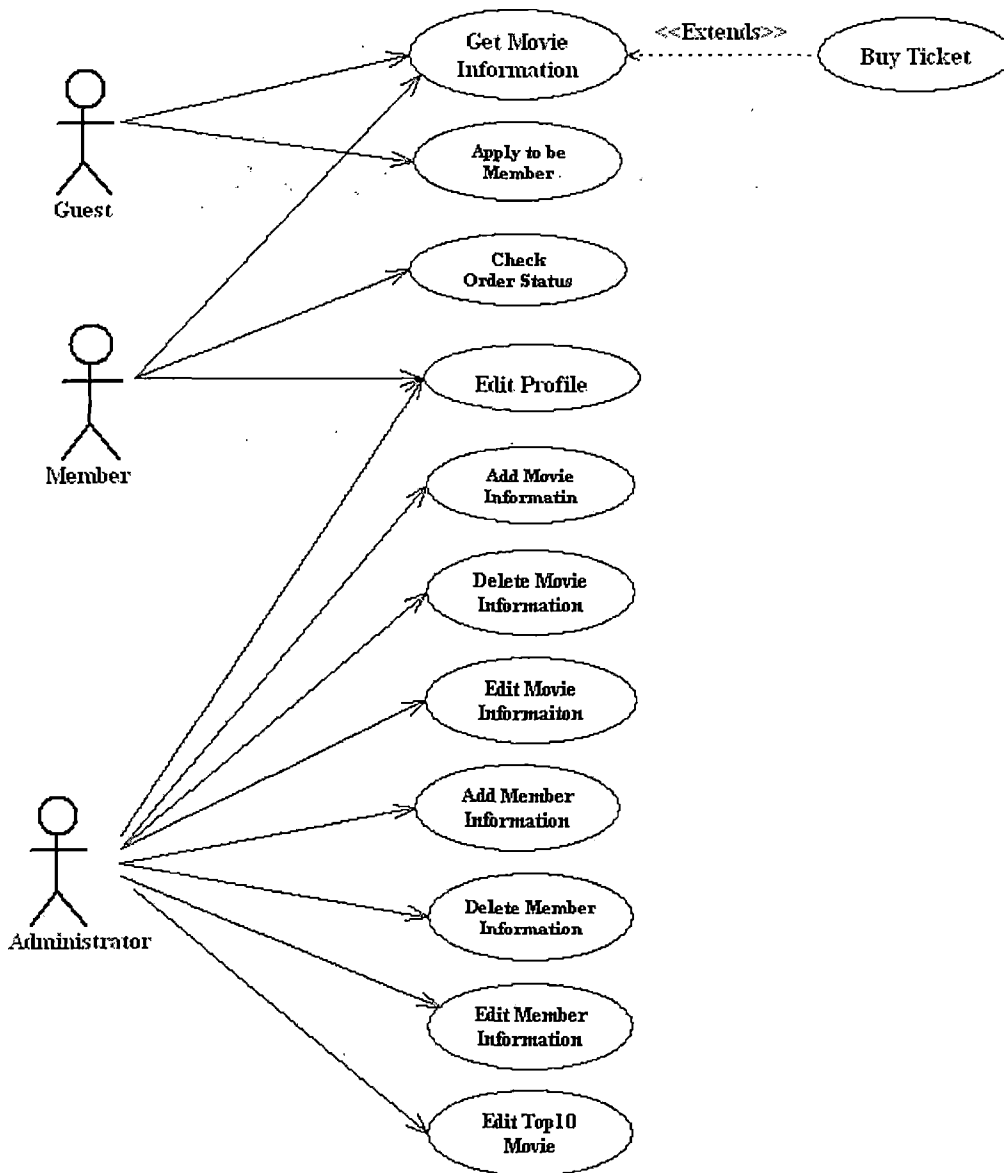 Get Movie
Information
<<Extends>>
Buy Ticket
Apply to be
Member
Guest
Check
Order Status
Edit Profile
Member
Add Movie
Informatin
Delete Movie
Information
Edit Movie
Informaiton
Add Member
Information
Administrator
Delete Member
Information
Edit Member
Information
Edit Top10
Movie